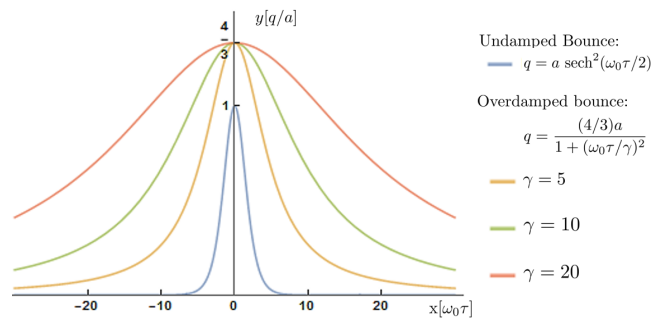 y[q/a]
4
3
1
−20 −10 0 10 20
x[ω₀τ]
Undamped Bounce:
q = a sech²(ω₀τ/2)
Overdamped bounce:
q = (4/3)a / 1 + (ω₀τ/γ)²
γ = 5
γ = 10
γ = 20